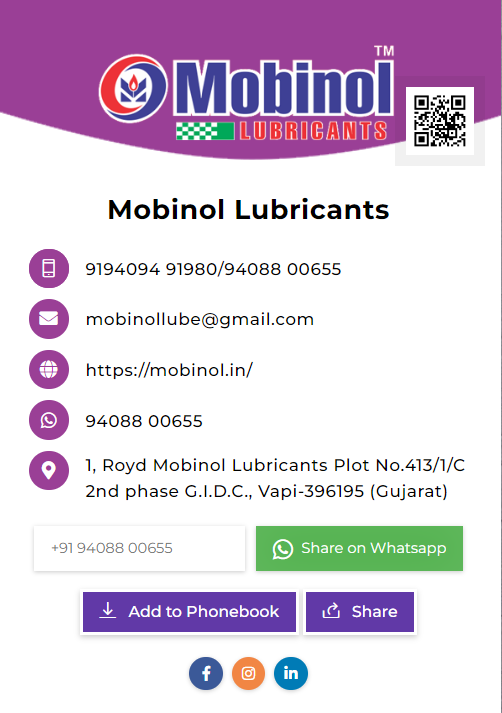 TM
Mobinol
LUBRICANTS
Mobinol Lubricants
9194094 91980/94088 00655
mobinollube@gmail.com
https://mobinol.in/
94088 00655
1, Royd Mobinol Lubricants Plot No.413/1/C
2nd phase G.I.D.C., Vapi-396195 (Gujarat)
+91 94088 00655
Share on Whatsapp
Add to Phonebook
Share